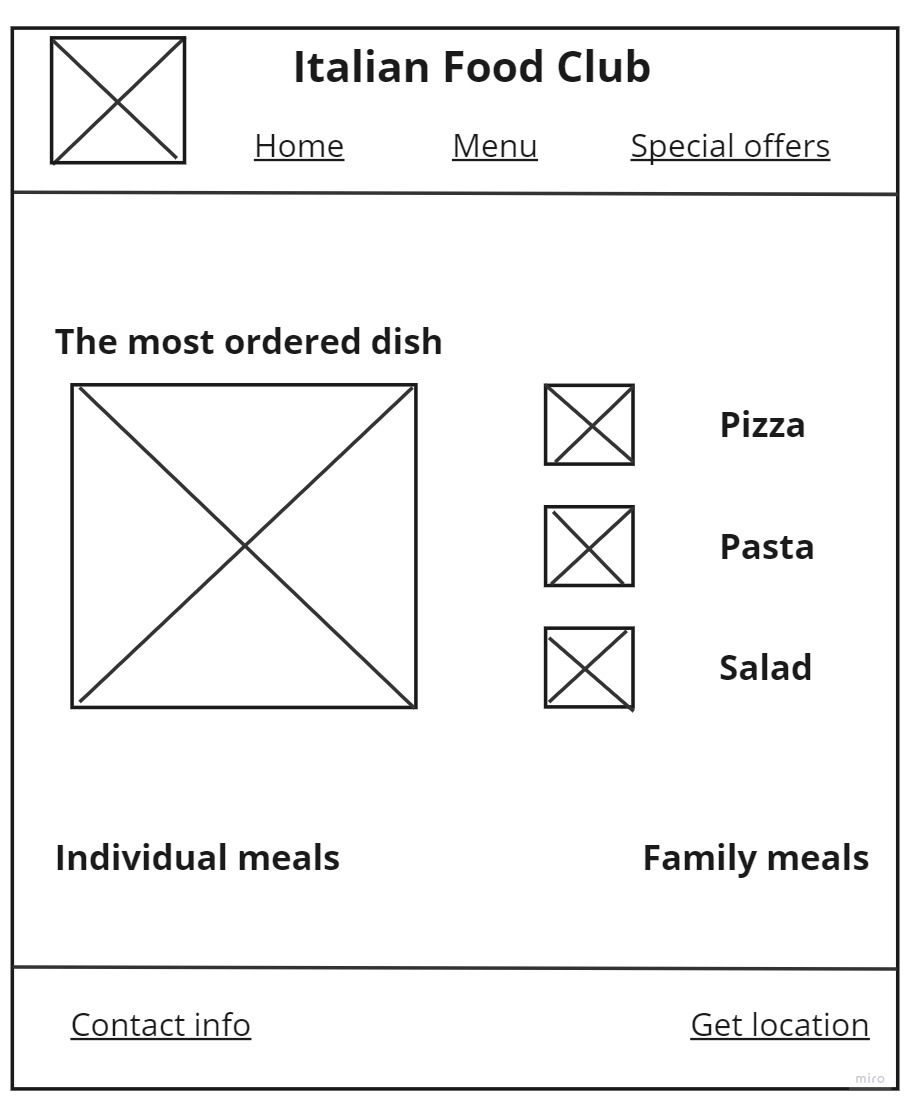 Italian Food Club
Home Menu Special offers
The most ordered dish
Pizza
Pasta
Salad
Individual meals Family meals
Contact info Get location
miro